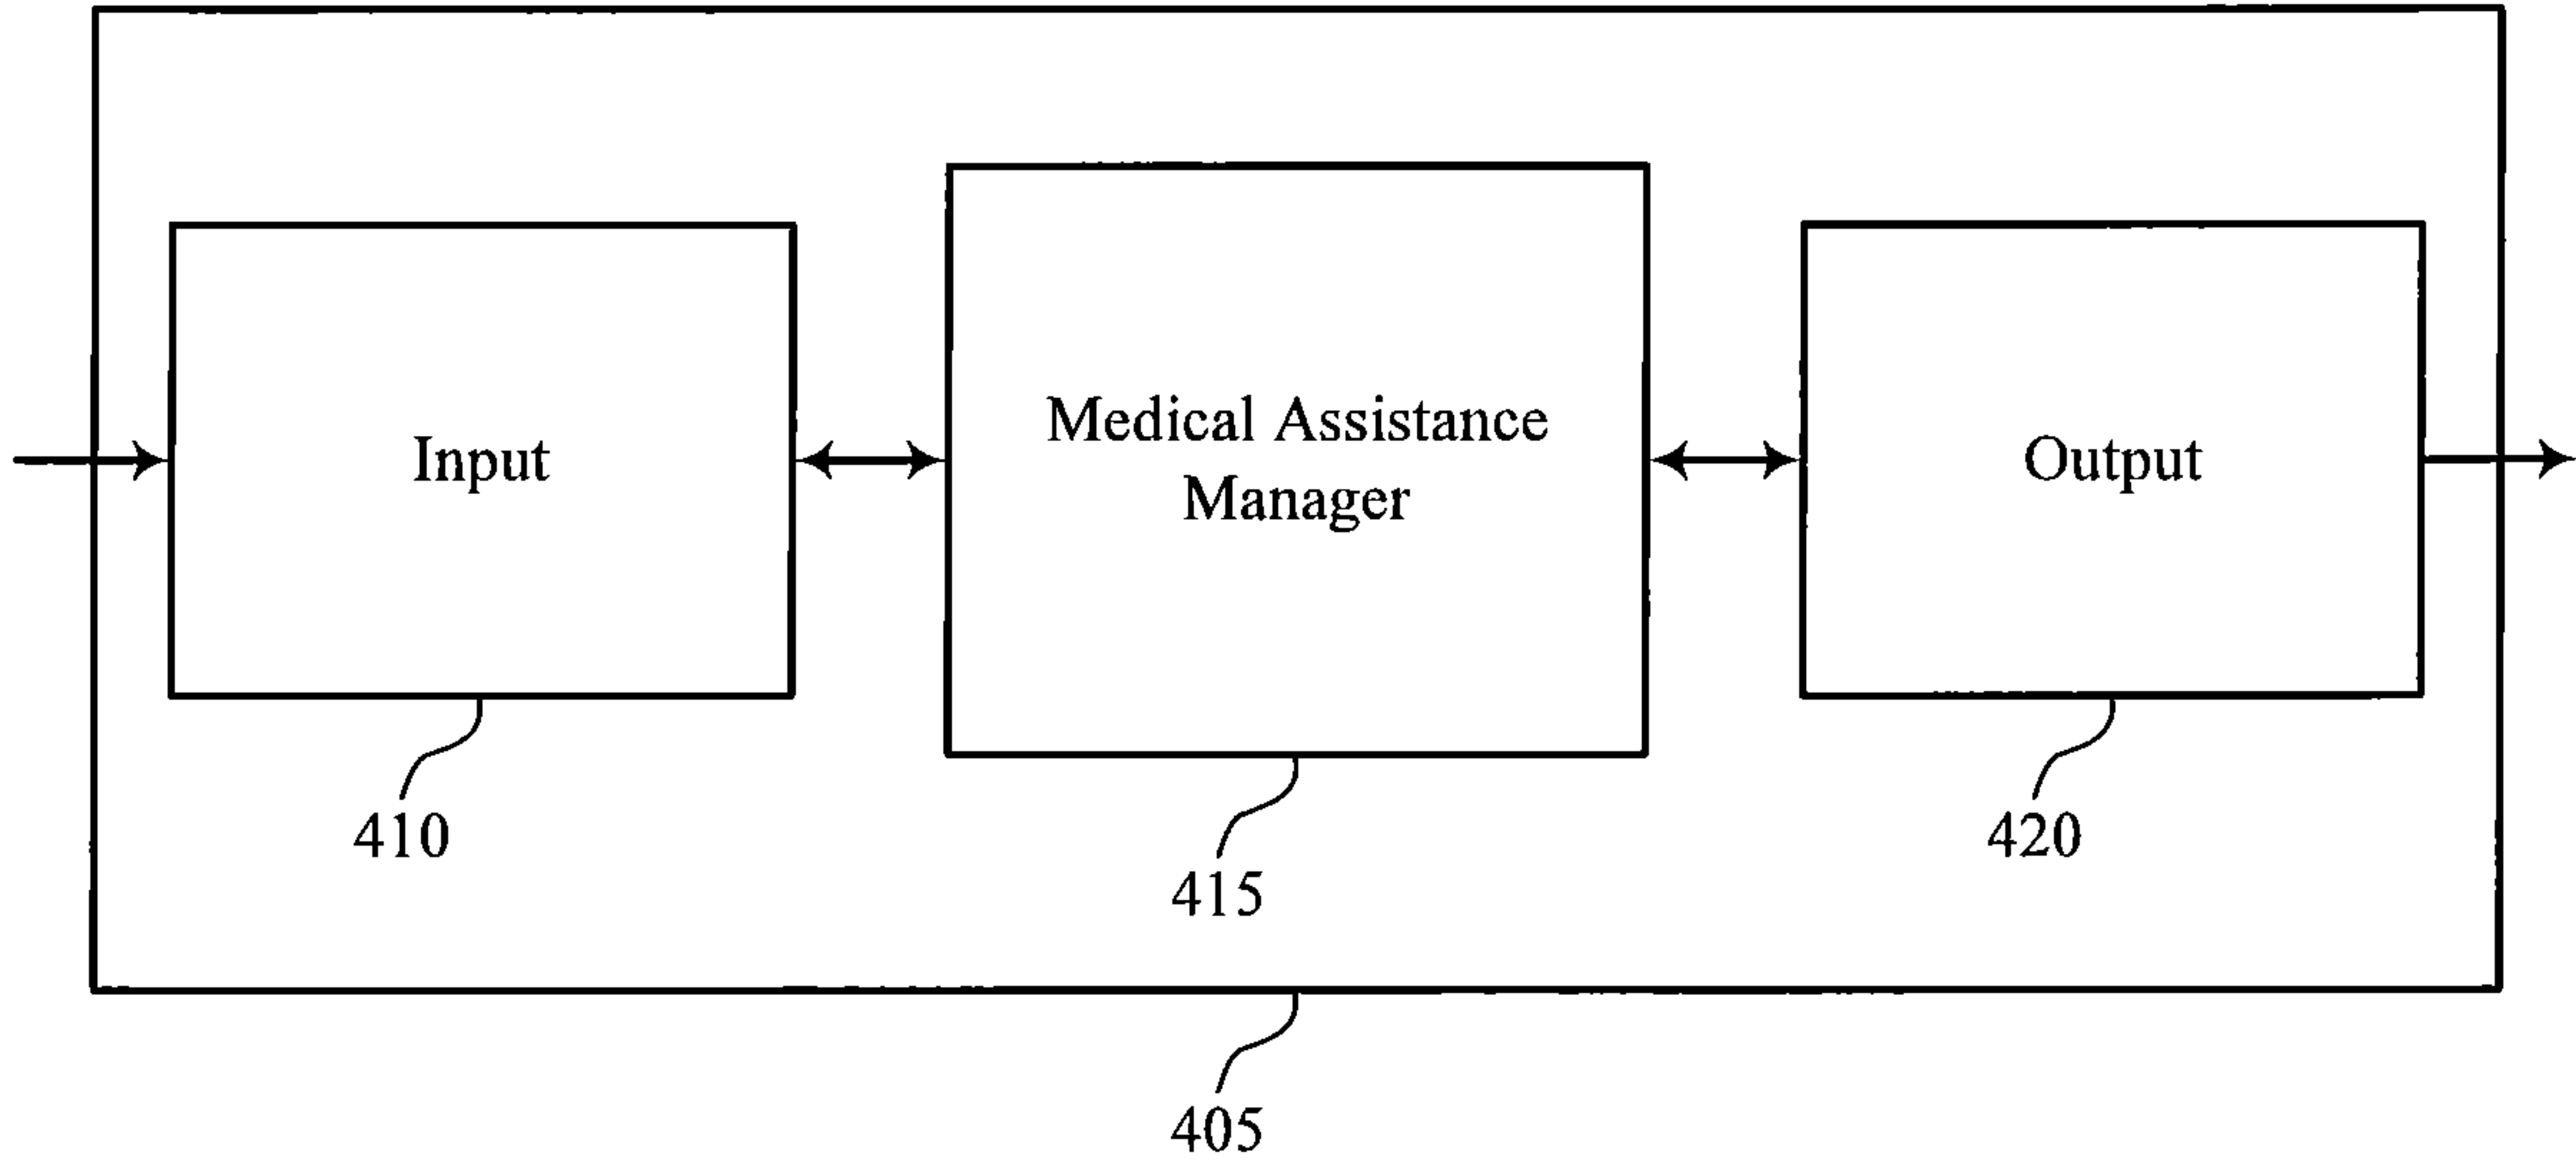 Input
Medical Assistance
Manager
Output
410
415
420
405